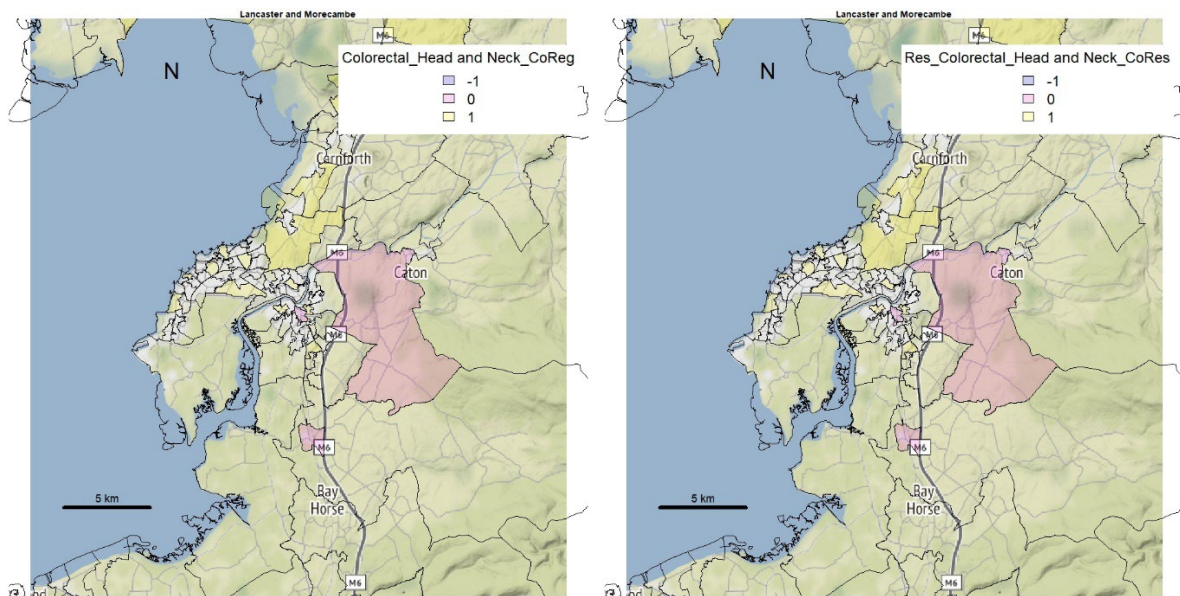 Lancaster and Morecambe
M6
Colorectal_Head and Neck_CoReg
N
-1
0
1
Carnforth
M6
Caton
M6
M6
5 km
Bay
Horse
M6
Lancaster and Morecambe
M6
Res_Colorectal_Head and Neck_CoRes
N
-1
0
1
Carnforth
M6
Caton
M6
M6
5 km
Bay
Horse
M6